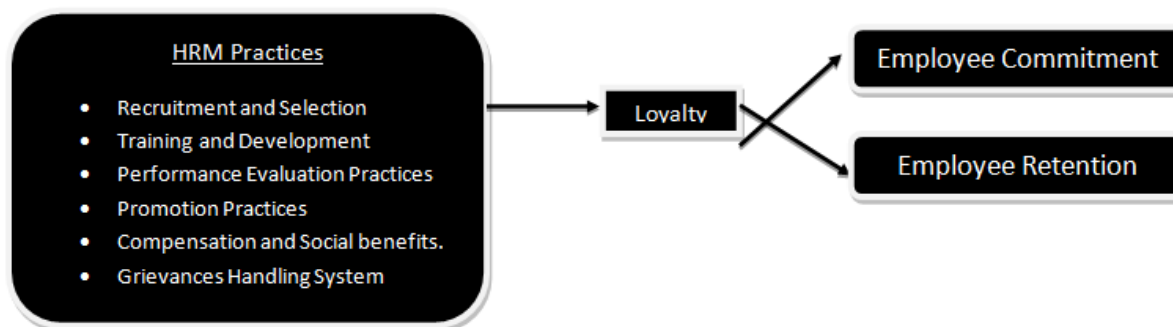 HRM Practices
• Recruitment and Selection
• Training and Development
• Performance Evaluation Practices
• Promotion Practices
• Compensation and Social benefits.
• Grievances Handling System
Loyalty
Employee Commitment
Employee Retention